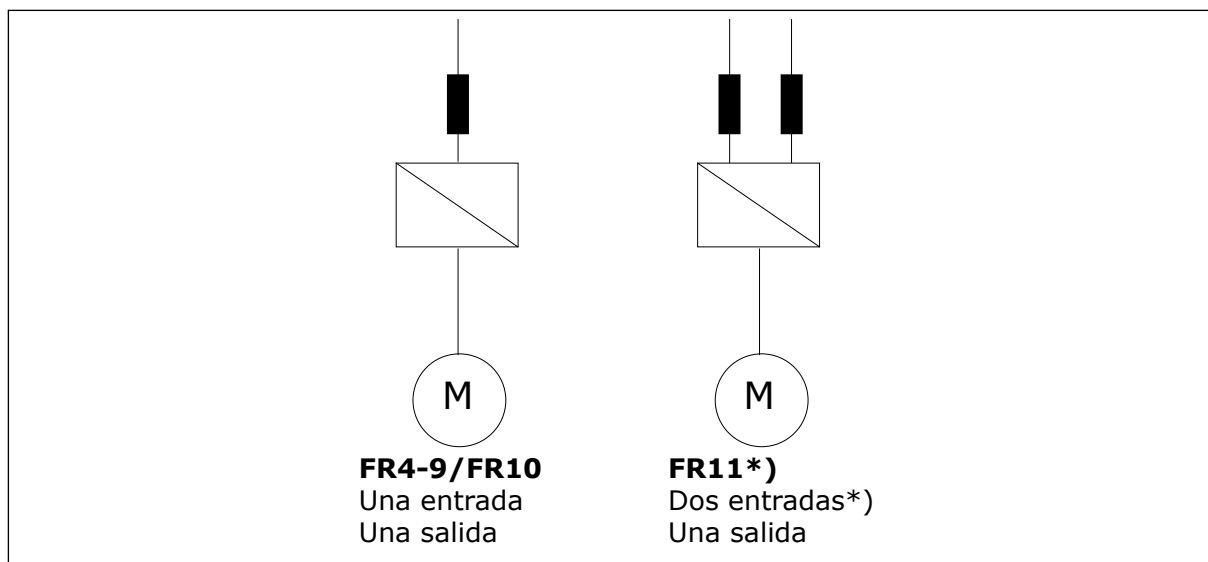 M
FR4-9/FR10
Una entrada
Una salida
M
FR11*)
Dos entradas*)
Una salida